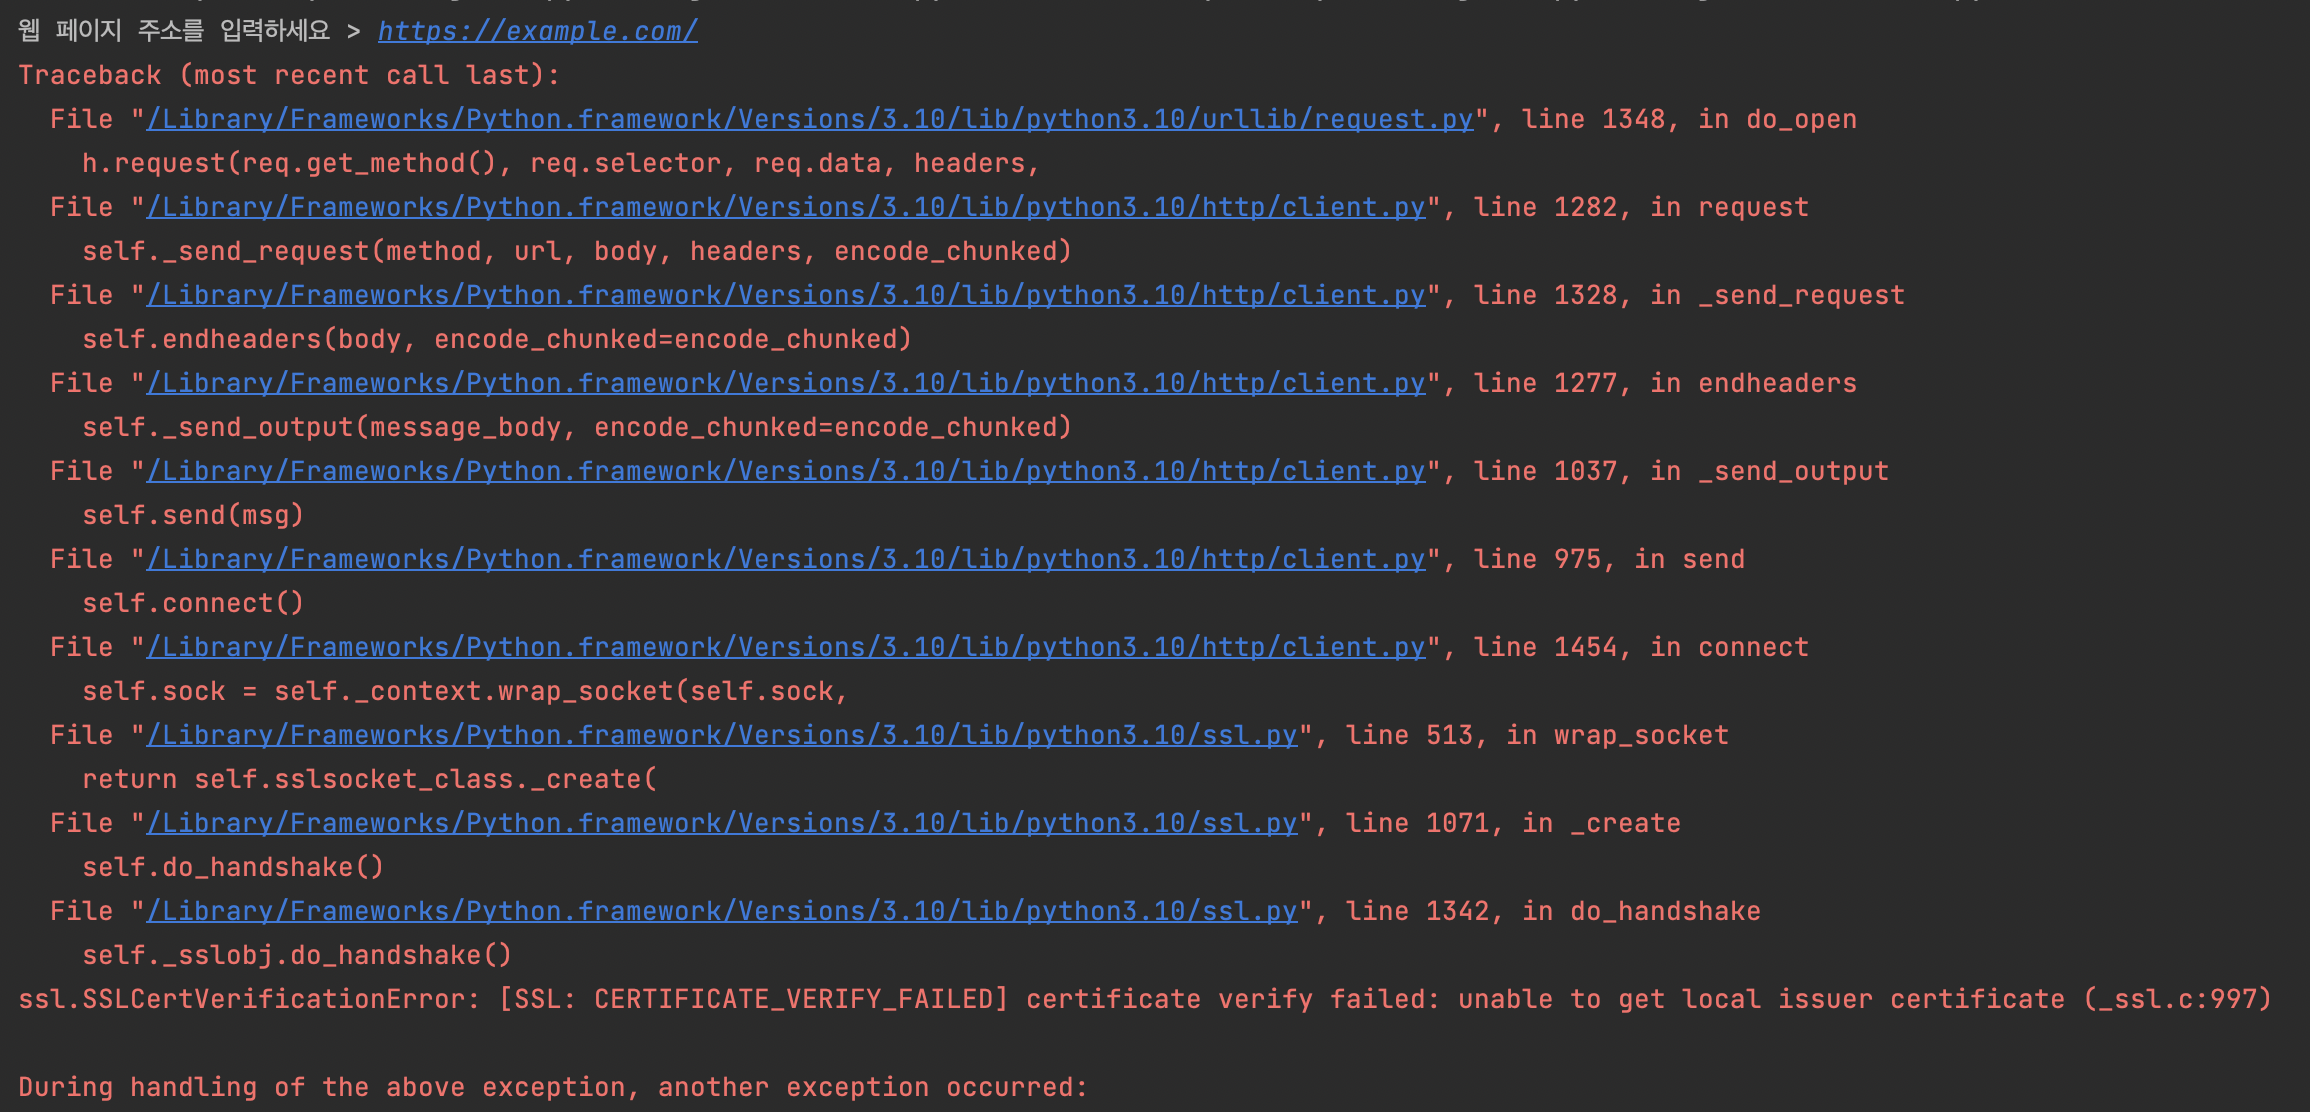 웹 페이지 주소를 입력하세요 > https://example.com/
Traceback (most recent call last):
  File "/Library/Frameworks/Python.framework/Versions/3.10/lib/python3.10/urllib/request.py", line 1348, in do_open
    h.request(req.get_method(), req.selector, req.data, headers,
  File "/Library/Frameworks/Python.framework/Versions/3.10/lib/python3.10/http/client.py", line 1282, in request
    self._send_request(method, url, body, headers, encode_chunked)
  File "/Library/Frameworks/Python.framework/Versions/3.10/lib/python3.10/http/client.py", line 1328, in _send_request
    self.endheaders(body, encode_chunked=encode_chunked)
  File "/Library/Frameworks/Python.framework/Versions/3.10/lib/python3.10/http/client.py", line 1277, in endheaders
    self._send_output(message_body, encode_chunked=encode_chunked)
  File "/Library/Frameworks/Python.framework/Versions/3.10/lib/python3.10/http/client.py", line 1037, in _send_output
    self.send(msg)
  File "/Library/Frameworks/Python.framework/Versions/3.10/lib/python3.10/http/client.py", line 975, in send
    self.connect()
  File "/Library/Frameworks/Python.framework/Versions/3.10/lib/python3.10/http/client.py", line 1454, in connect
    self.sock = self._context.wrap_socket(self.sock,
  File "/Library/Frameworks/Python.framework/Versions/3.10/lib/python3.10/ssl.py", line 513, in wrap_socket
    return self.sslsocket_class._create(
  File "/Library/Frameworks/Python.framework/Versions/3.10/lib/python3.10/ssl.py", line 1071, in _create
    self.do_handshake()
  File "/Library/Frameworks/Python.framework/Versions/3.10/lib/python3.10/ssl.py", line 1342, in do_handshake
    self._sslobj.do_handshake()
ssl.SSLCertVerificationError: [SSL: CERTIFICATE_VERIFY_FAILED] certificate verify failed: unable to get local issuer certificate (_ssl.c:997)
During handling of the above exception, another exception occurred: